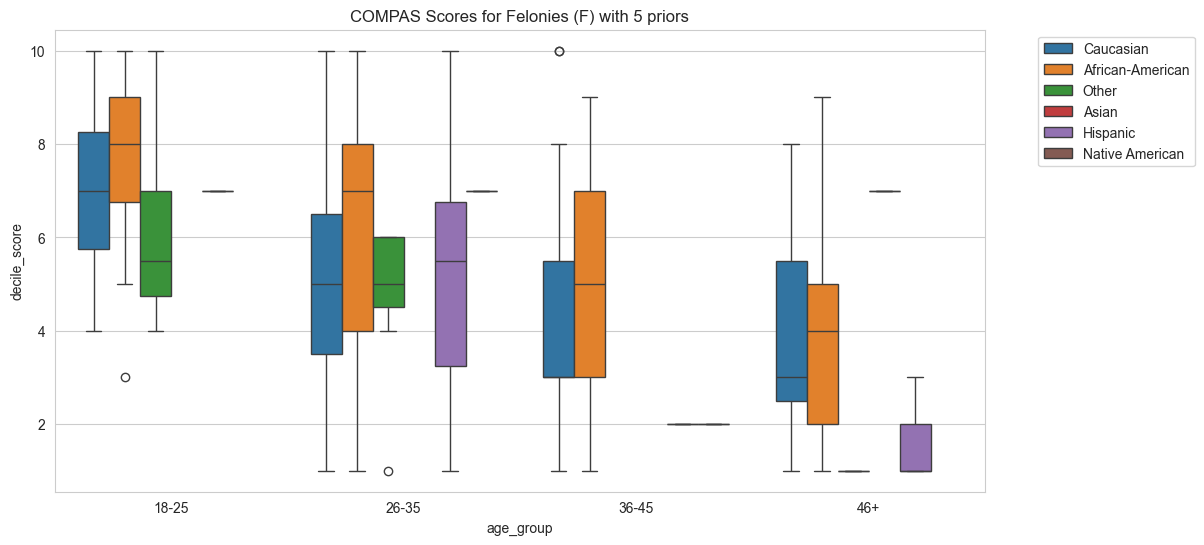 COMPAS Scores for Felonies (F) with 5 priors
10
8
6
4
2
decile_score
18-25
26-35
36-45
46+
age_group
Caucasian
African-American
Other
Asian
Hispanic
Native American